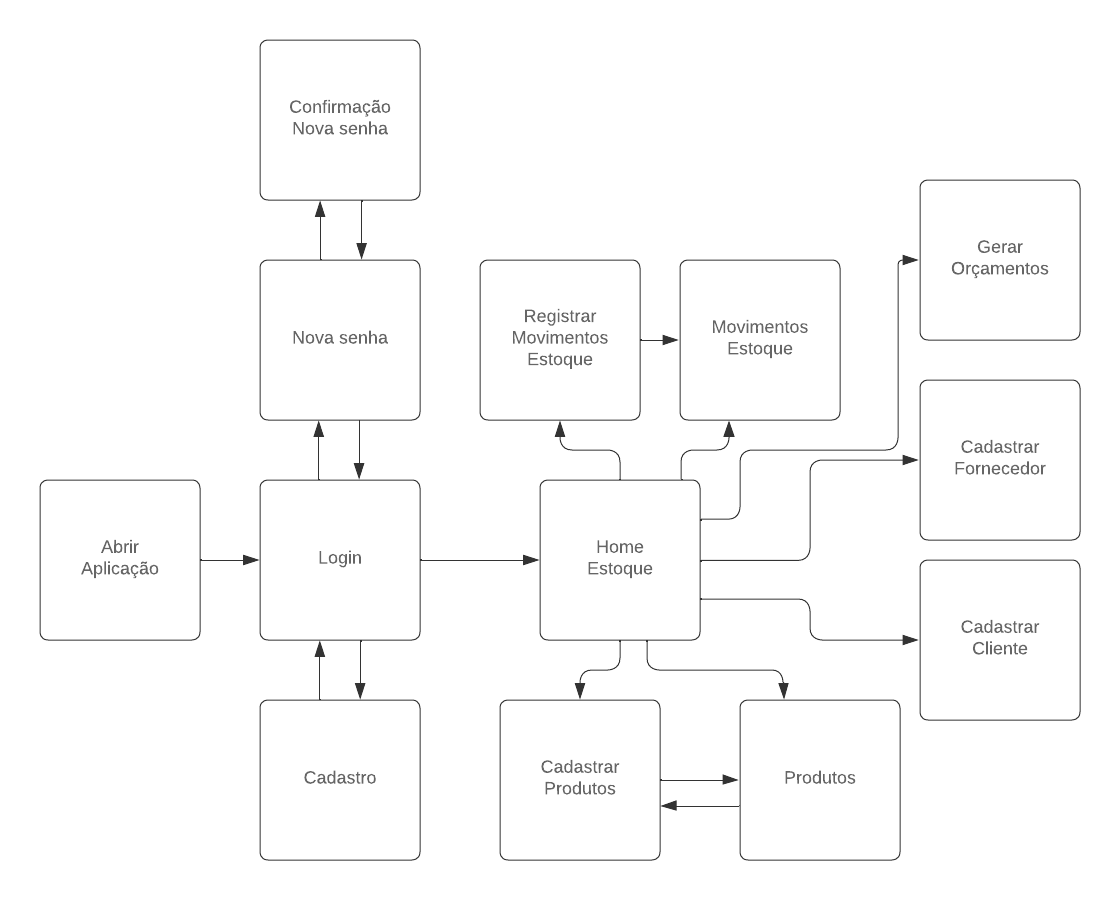 Confirmação
Nova senha
Gerar
Orçamentos
Nova senha
Registrar
Movimentos
Estoque
Movimentos
Estoque
Cadastrar
Fornecedor
Abrir
Aplicação
Login
Home
Estoque
Cadastrar
Cliente
Cadastro
Cadastrar
Produtos
Produtos